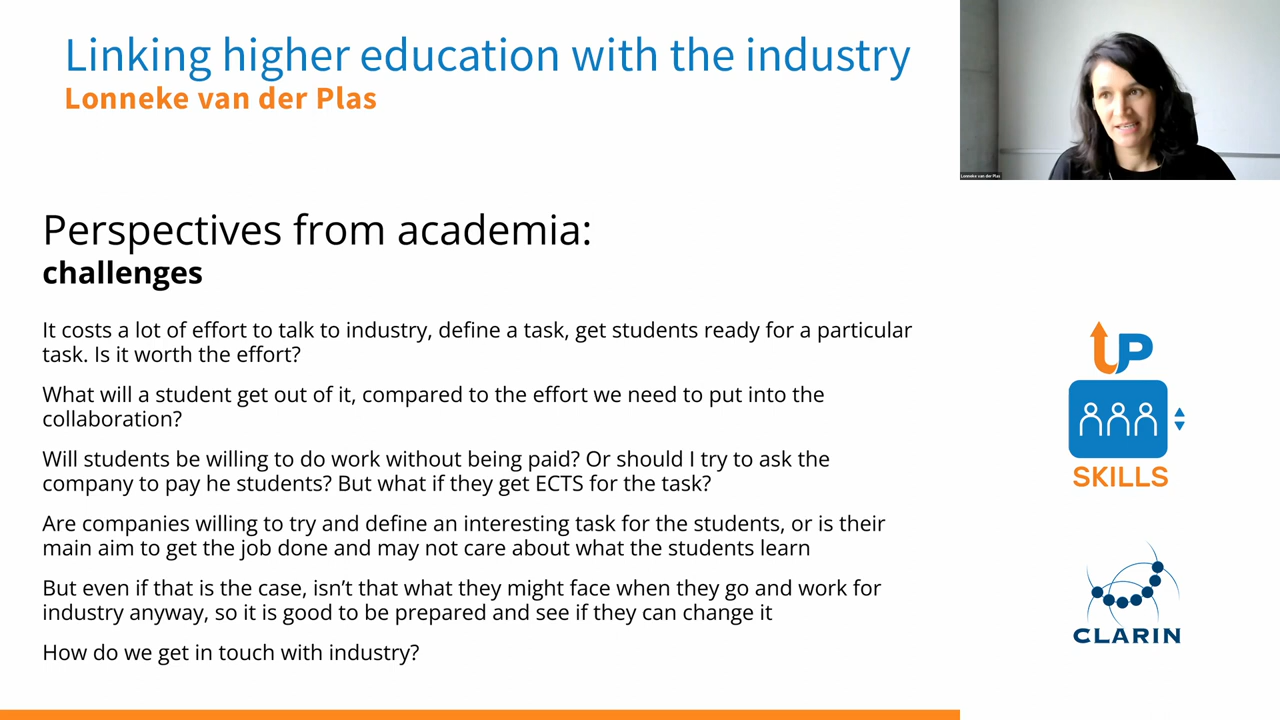 Linking higher education with the industry
Lonneke van der Plas
Lonneke van der Plas
Perspectives from academia:
challenges
It costs a lot of effort to talk to industry, define a task, get students ready for a particular
task. Is it worth the effort?
What will a student get out of it, compared to the effort we need to put into the
collaboration?
Will students be willing to do work without being paid? Or should I try to ask the
company to pay he students? But what if they get ECTS for the task?
Are companies willing to try and define an interesting task for the students, or is their
main aim to get the job done and may not care about what the students learn
But even if that is the case, isn’t that what they might face when they go and work for
industry anyway, so it is good to be prepared and see if they can change it
How do we get in touch with industry?
UP
SKILLS
CLARIN